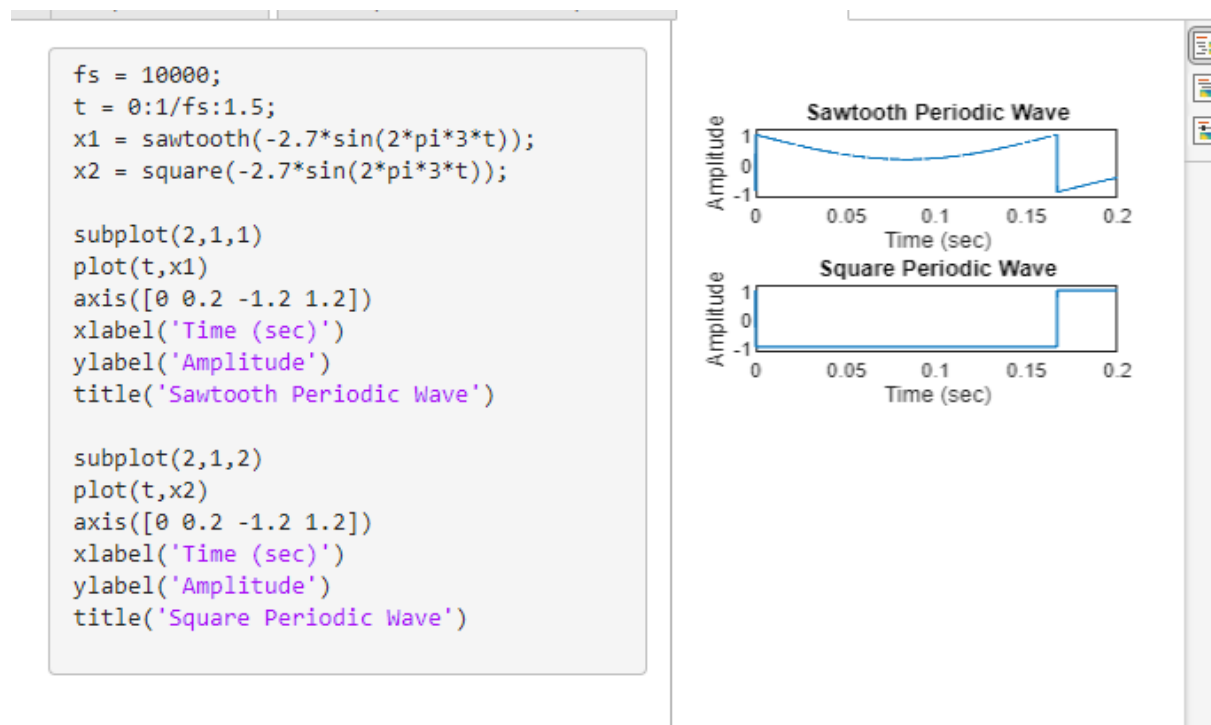 fs = 10000;
t = 0:1/fs:1.5;
x1 = sawtooth(-2.7*sin(2*pi*3*t));
x2 = square(-2.7*sin(2*pi*3*t));
subplot(2,1,1)
plot(t,x1)
axis([0 0.2 -1.2 1.2])
xlabel('Time (sec)')
ylabel('Amplitude')
title('Sawtooth Periodic Wave')
subplot(2,1,2)
plot(t,x2)
axis([0 0.2 -1.2 1.2])
xlabel('Time (sec)')
ylabel('Amplitude')
title('Square Periodic Wave')
Sawtooth Periodic Wave
Amplitude
1
0
-1
0 0.05 0.1 0.15 0.2
Time (sec)
Square Periodic Wave
Amplitude
1
0
-1
0 0.05 0.1 0.15 0.2
Time (sec)